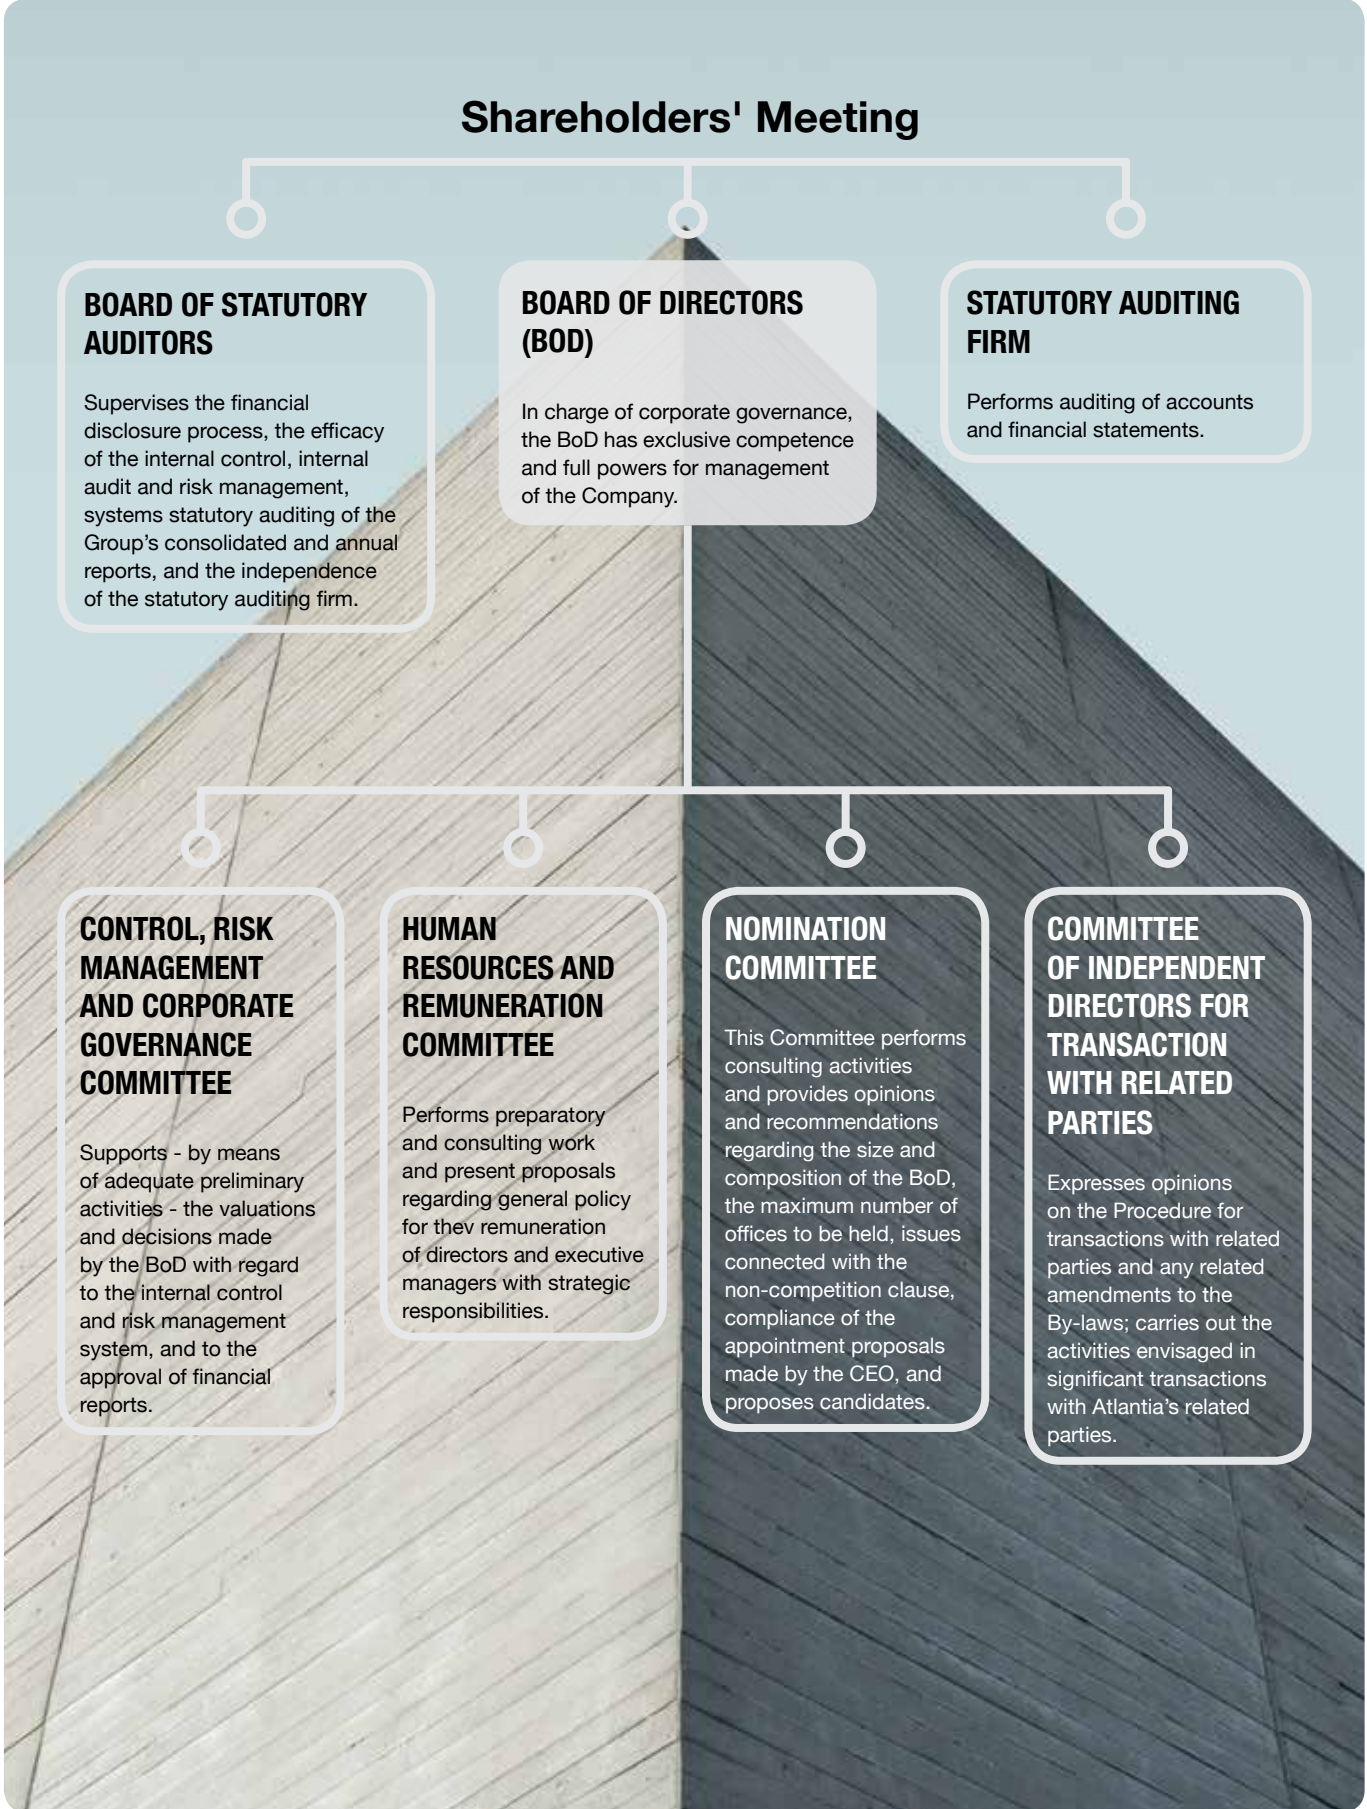 Shareholders' Meeting
BOARD OF STATUTORY
AUDITORS
Supervises the financial
disclosure process, the efficacy
of the internal control, internal
audit and risk management,
systems statutory auditing of the
Group's consolidated and annual
reports, and the independence
of the statutory auditing firm.
BOARD OF DIRECTORS
(BOD)
In charge of corporate governance,
the BoD has exclusive competence
and full powers for management
of the Company.
STATUTORY AUDITING
FIRM
Performs auditing of accounts
and financial statements.
CONTROL, RISK
MANAGEMENT
AND CORPORATE
GOVERNANCE
COMMITTEE
Supports - by means
of adequate preliminary
activities - the valuations
and decisions made
by the BoD with regard
to the internal control
and risk management
system, and to the
approval of financial
reports.
HUMAN
RESOURCES AND
REMUNERATION
COMMITTEE
Performs preparatory
and consulting work
and present proposals
regarding general policy
for thev remuneration
of directors and executive
managers with strategic
responsibilities.
NOMINATION
COMMITTEE
This Committee performs
consulting activities
and provides opinions
and recommendations
regarding the size and
composition of the BoD,
the maximum number of
offices to be held, issues
connected with the
non-competition clause,
compliance of the
appointment proposals
made by the CEO, and
proposes candidates.
COMMITTEE
OF INDEPENDENT
DIRECTORS FOR
TRANSACTION
WITH RELATED
PARTIES
Expresses opinions
on the Procedure for
transactions with related
parties and any related
amendments to the
By-laws; carries out the
activities envisaged in
significant transactions
with Atlantia's related
parties.